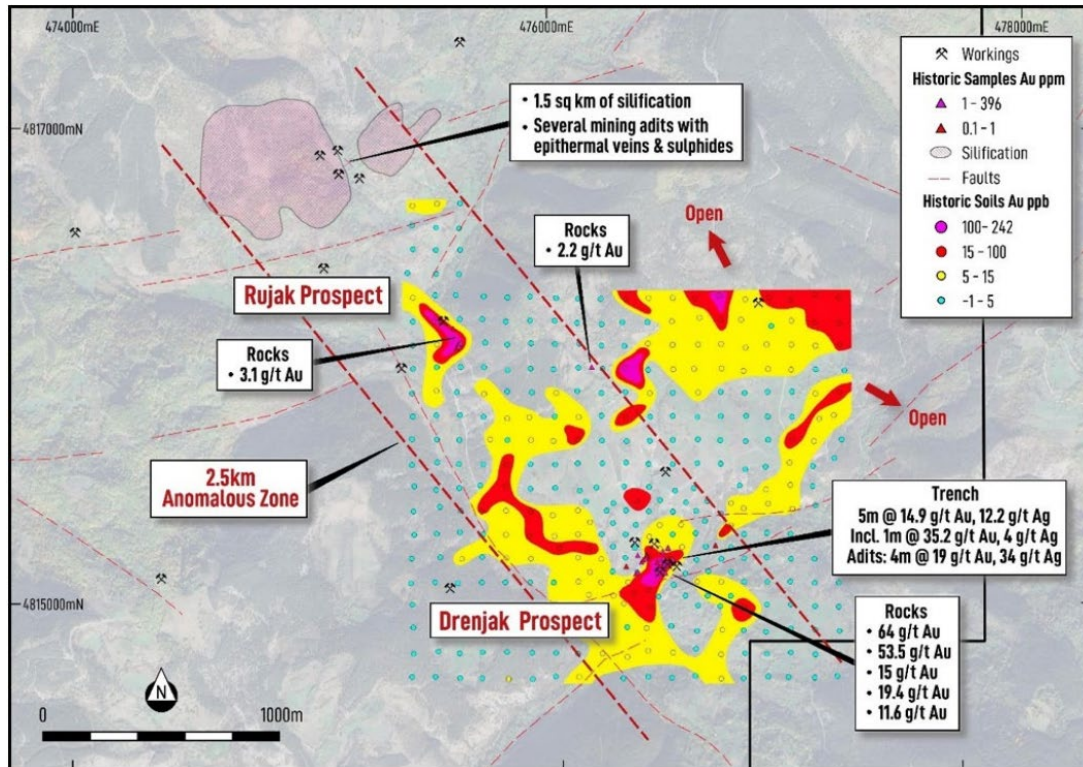 474000mE
476000mE
478000mE
4817000mN
4815000mN
• 1.5 sq km of silification
• Several mining adits with
epithermal veins & sulphides
Workings
Historic Samples Au ppm
1 - 396
0.1 - 1
Silification
Faults
Historic Soils Au ppb
100 - 242
15 - 100
5 - 15
-1 - 5
Open
Rocks
• 2.2 g/t Au
Rujak Prospect
Rocks
• 3.1 g/t Au
Open
2.5km
Anomalous Zone
Trench
5m @ 14.9 g/t Au, 12.2 g/t Ag
Incl. 1m @ 35.2 g/t Au, 4 g/t Ag
Adits: 4m @ 19 g/t Au, 34 g/t Ag
Drenjak Prospect
Rocks
• 64 g/t Au
• 53.5 g/t Au
• 15 g/t Au
• 19.4 g/t Au
• 11.6 g/t Au
N
0
1000m